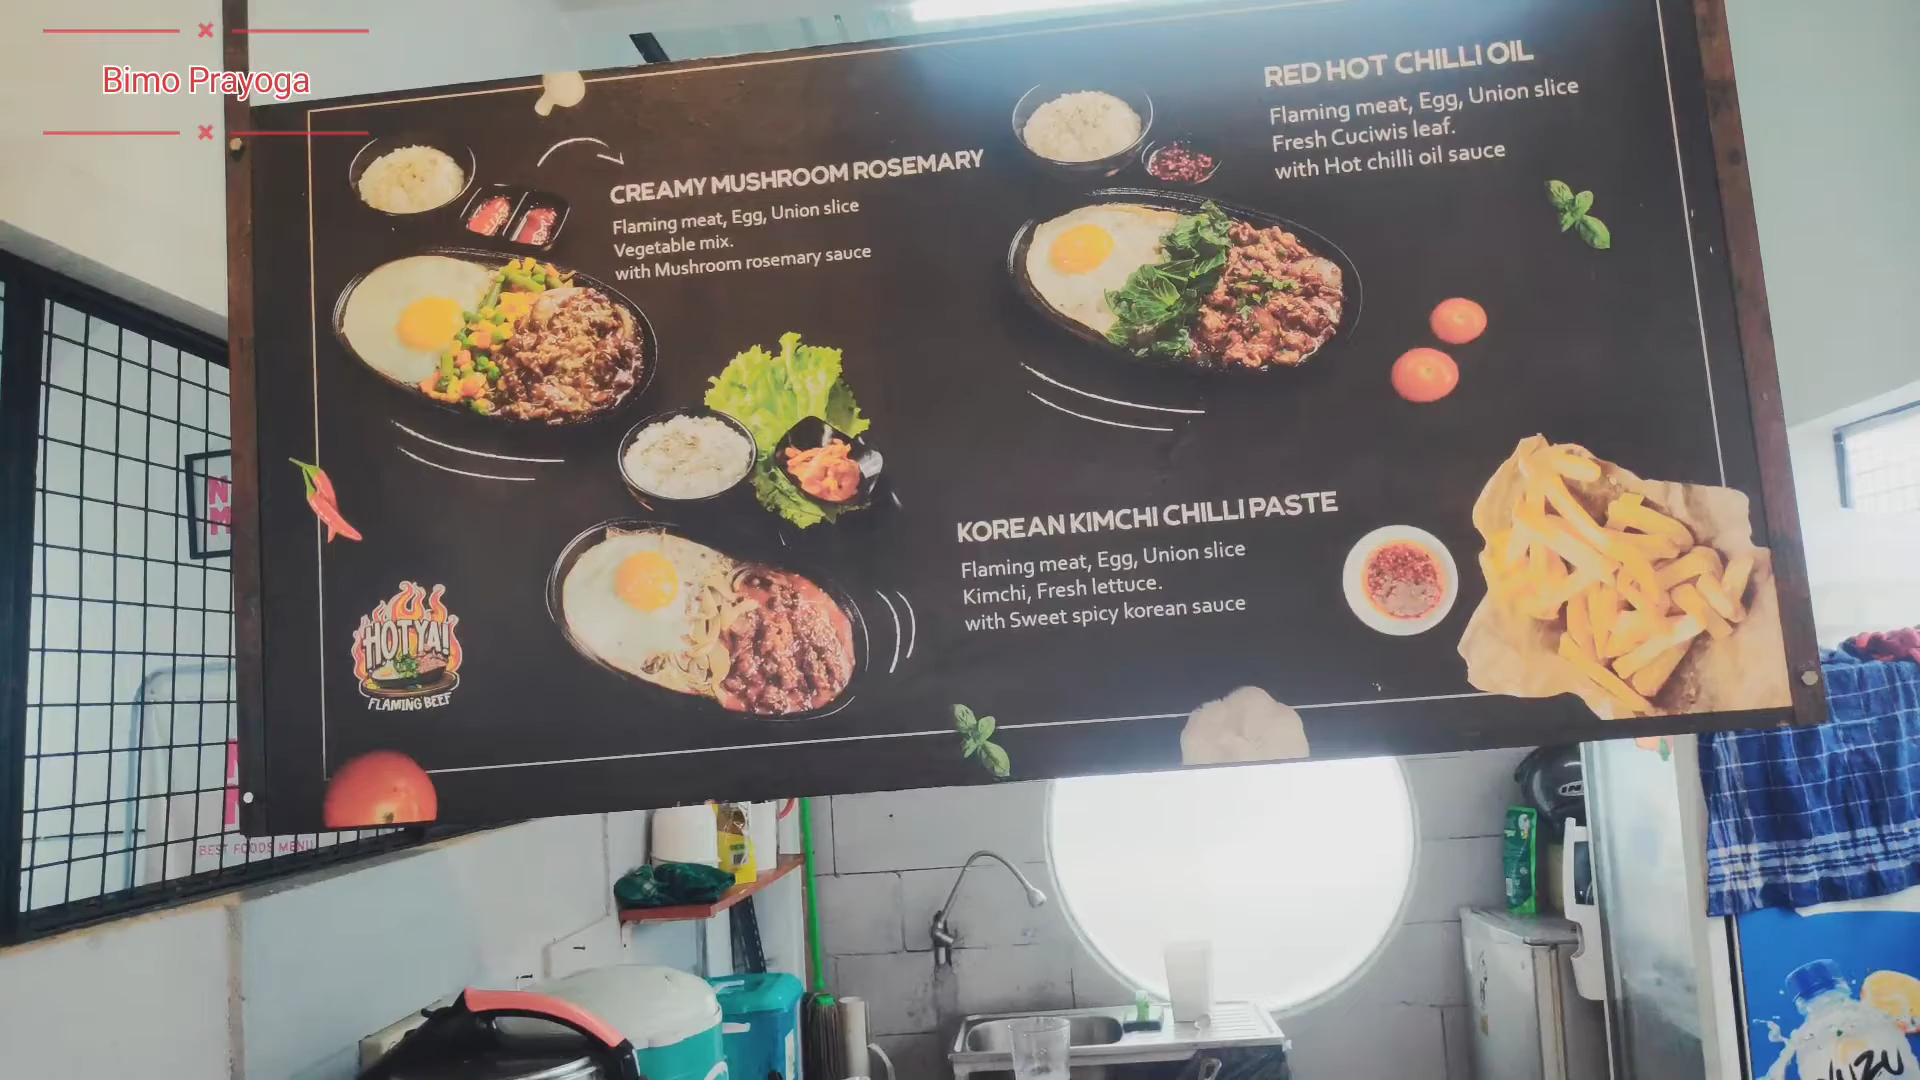 Bimo Prayoga
CREAMY MUSHROOM ROSEMARY
Flaming meat, Egg, Union slice
Vegetable mix.
with Mushroom rosemary sauce
RED HOT CHILLI OIL
Flaming meat, Egg, Union slice
Fresh Cuciwis leaf.
with Hot chilli oil sauce
KOREAN KIMCHI CHILLI PASTE
Flaming meat, Egg, Union slice
Kimchi, Fresh lettuce.
with Sweet spicy korean sauce
HOT YA!
FLAMING BEEF
BEST FOODS MENU